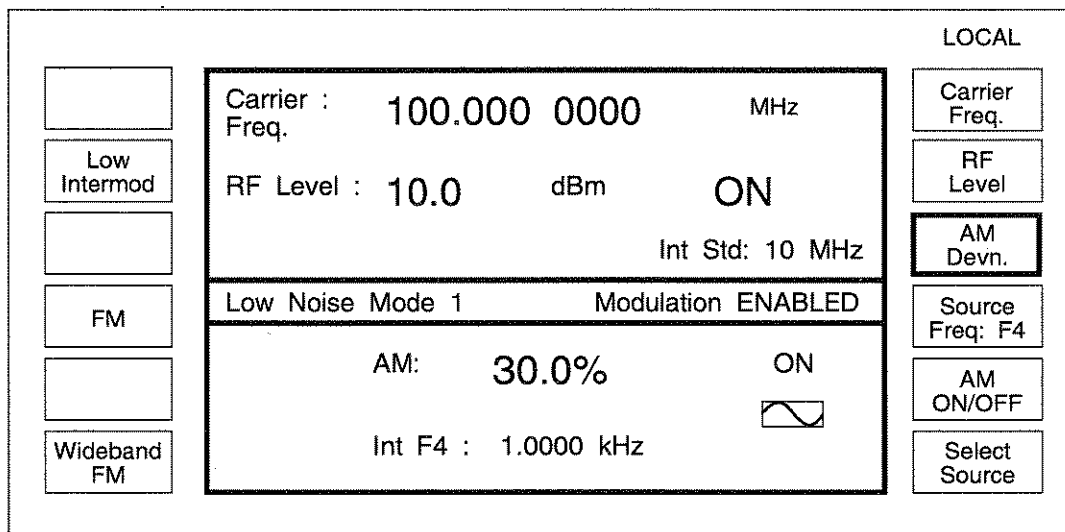 LOCAL
Low
Intermod
FM
Wideband
FM
Carrier : 100.000 0000 MHz
Freq.
RF Level : 10.0 dBm ON
Int Std: 10 MHz
Low Noise Mode 1 Modulation ENABLED
AM: 30.0% ON
Int F4 : 1.0000 kHz
Carrier
Freq.
RF
Level
AM
Devn.
Source
Freq: F4
AM
ON/OFF
Select
Source